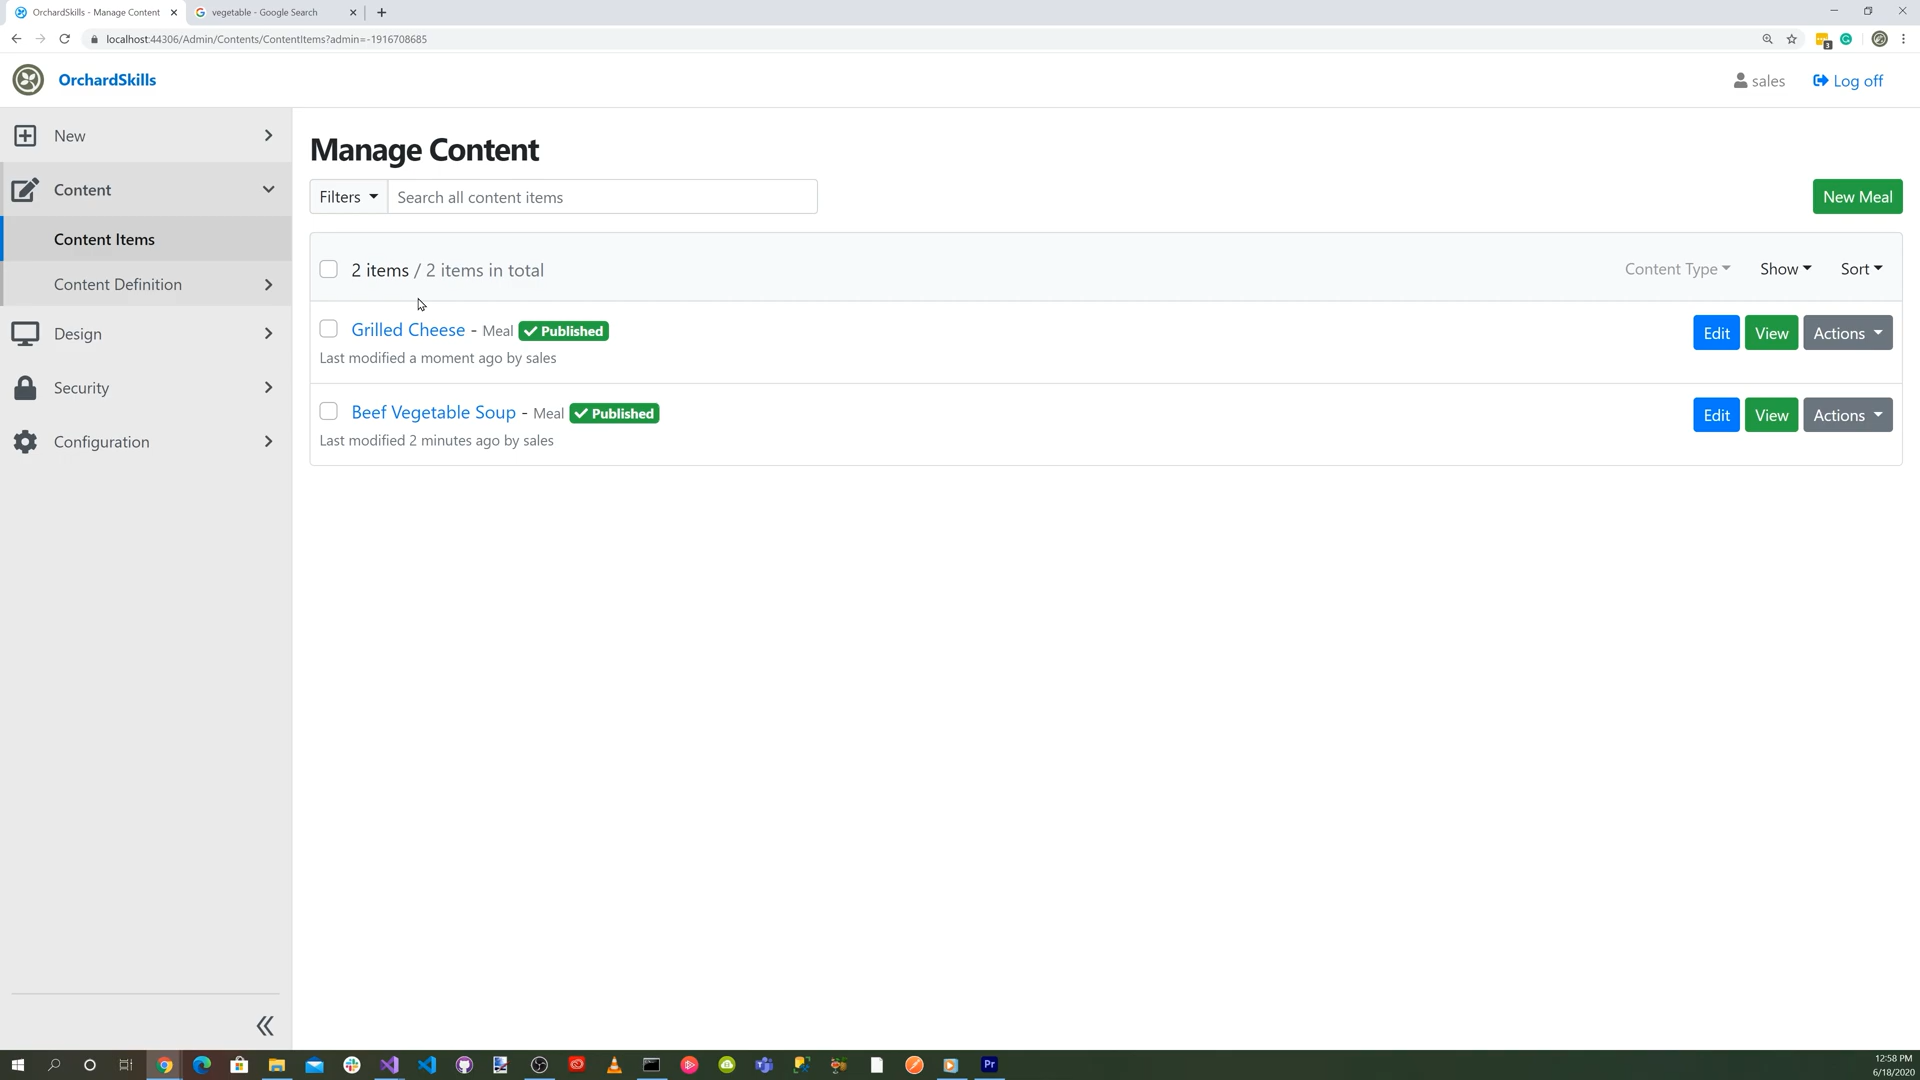 OrchardSkills - Manage Content
vegetable - Google Search
localhost:44306/Admin/Contents/ContentItems?admin=-1916708685
3
OrchardSkills
sales
Log off
New
Content
Content Items
Content Definition
Design
Security
Configuration
Manage Content
Filters
Search all content items
New Meal
2 items / 2 items in total
Content Type
Show
Sort
Grilled Cheese - Meal Published
Last modified a moment ago by sales
Edit
View
Actions
Beef Vegetable Soup - Meal Published
Last modified 2 minutes ago by sales
Edit
View
Actions
Pr
12:58 PM
6/18/2020